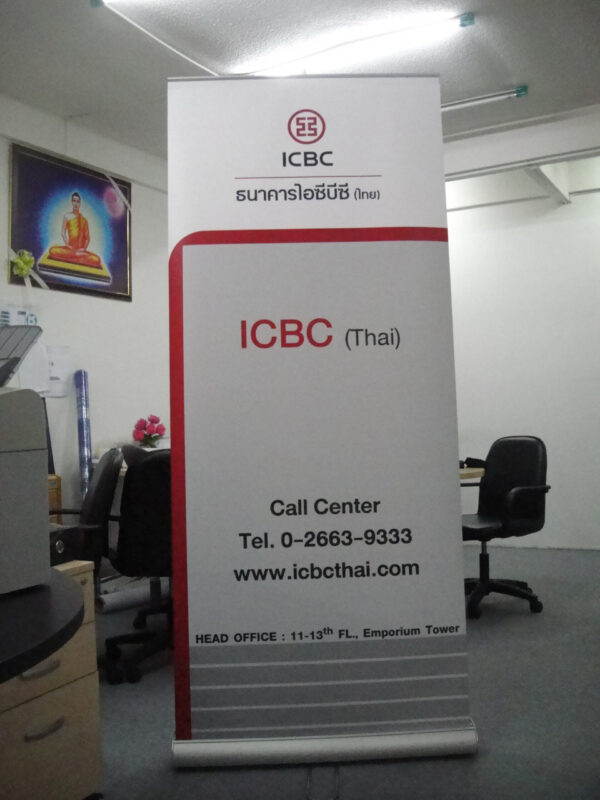 ICBC
ธนาคารไอซีบีซี (ไทย)
ICBC (Thai)
Call Center
Tel. 0-2663-9333
www.icbcthai.com
HEAD OFFICE : 11-13th FL., Emporium Tower